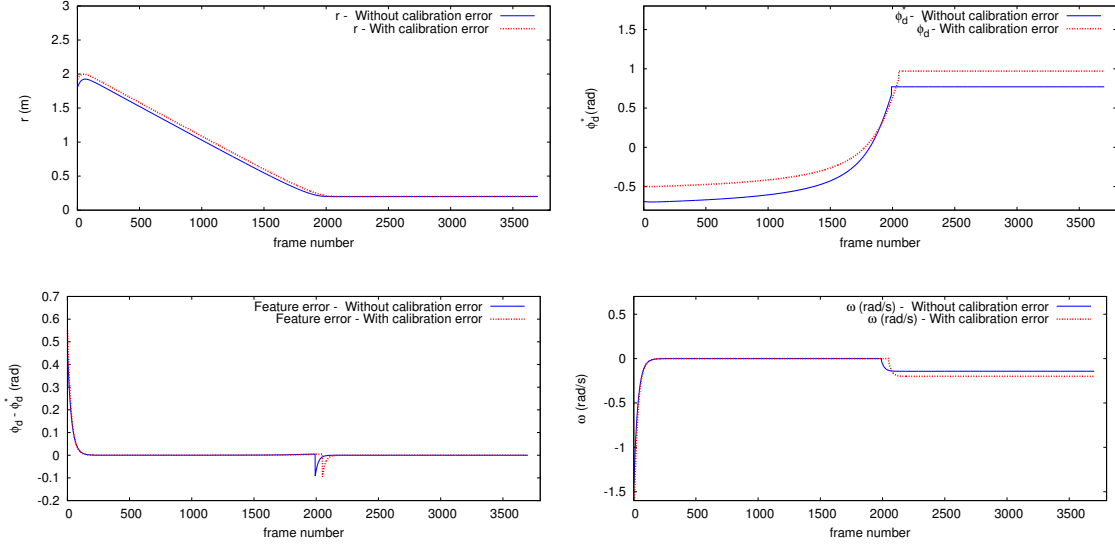 r - Without calibration error
r - With calibration error
3
2.5
2
1.5
1
0.5
0
r (m)
0 500 1000 1500 2000 2500 3000 3500
frame number
ϕ*d - Without calibration error
ϕ*d - With calibration error
1.5
1
0.5
0
-0.5
ϕ*d (rad)
0 500 1000 1500 2000 2500 3000 3500
frame number
Feature error - Without calibration error
Feature error - With calibration error
0.7
0.6
0.5
0.4
0.3
0.2
0.1
0
-0.1
-0.2
ϕd - ϕ*d (rad)
0 500 1000 1500 2000 2500 3000 3500
frame number
ω (rad/s) - Without calibration error
ω (rad/s) - With calibration error
0.5
0
-0.5
-1
-1.5
ω (rad/s)
0 500 1000 1500 2000 2500 3000 3500
frame number